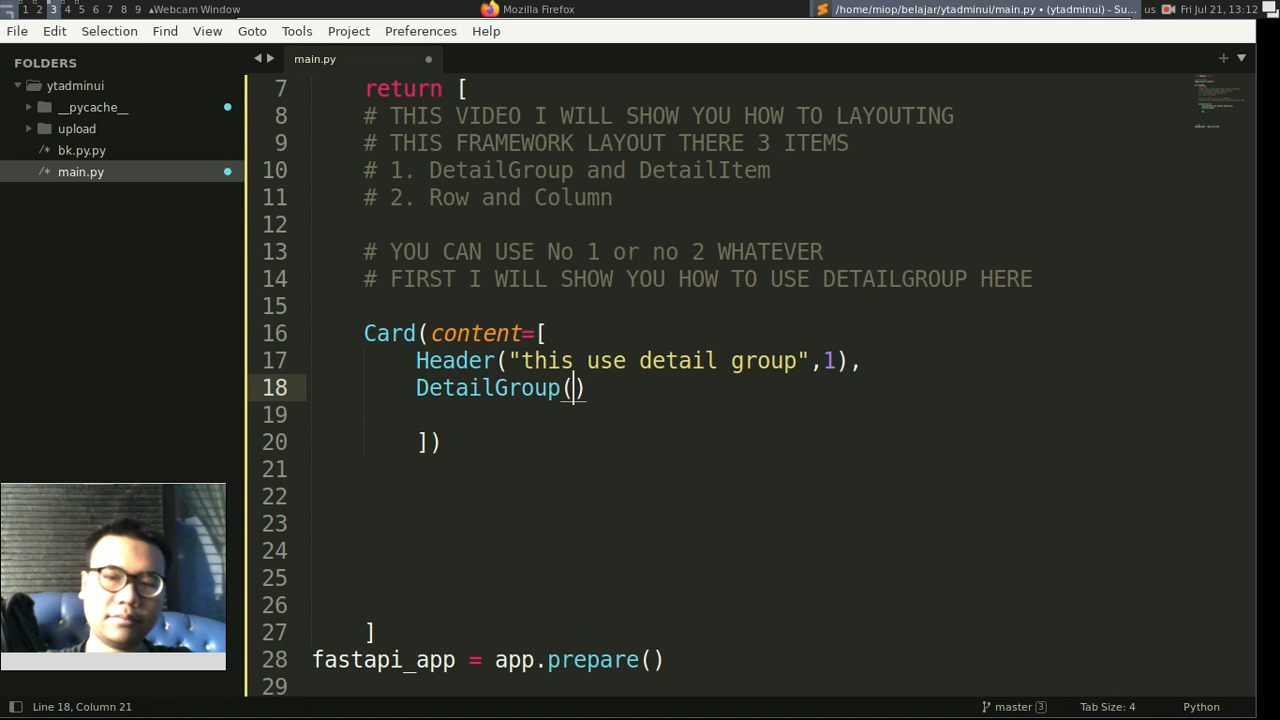 1 2 3 4 5 6 7 8 9 ▴Webcam Window Mozilla Firefox /home/miop/belajar/ytadminui/main.py • (ytadminui) - Su... us Fri Jul 21, 13:12
File Edit Selection Find View Goto Tools Project Preferences Help
FOLDERS
ytadminui
__pycache__
upload
/* bk.py.py
/* main.py
main.py
7 return [
8 # THIS VIDEO I WILL SHOW YOU HOW TO LAYOUTING
9 # THIS FRAMEWORK LAYOUT THERE 3 ITEMS
10 # 1. DetailGroup and DetailItem
11 # 2. Row and Column
12
13 # YOU CAN USE No 1 or no 2 WHATEVER
14 # FIRST I WILL SHOW YOU HOW TO USE DETAILGROUP HERE
15
16 Card(content=[
17 Header("this use detail group",1),
18 DetailGroup()
19
20 ])
21
22
23
24
25
26
27 ]
28 fastapi_app = app.prepare()
29
Line 18, Column 21 master 3 Tab Size: 4 Python